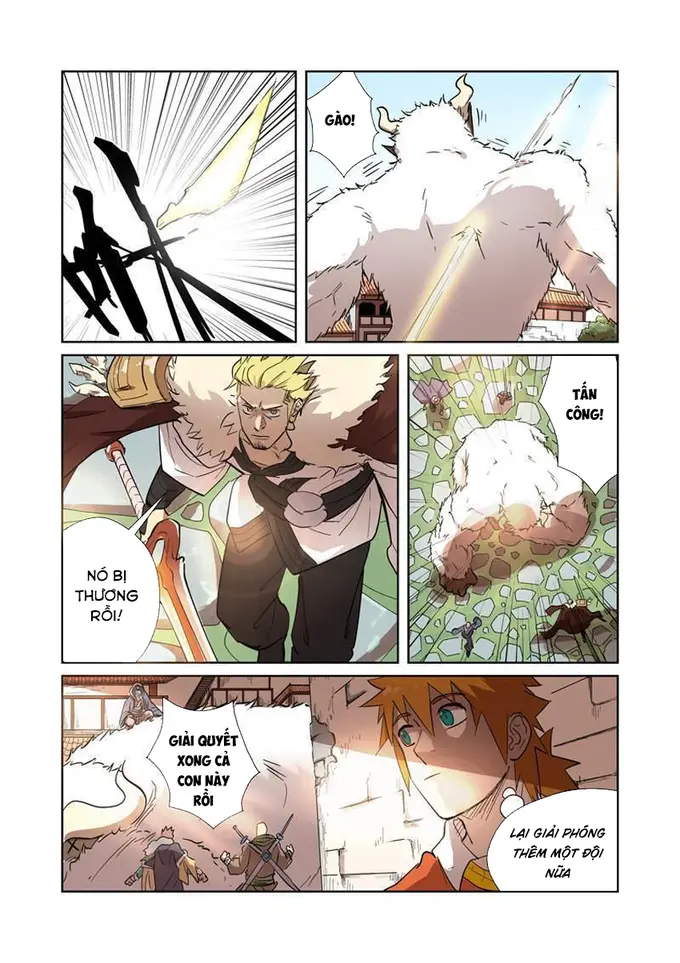 GÀO!
NÓ BỊ
THƯƠNG
RỒI!
TẤN
CÔNG!
GIẢI QUYẾT
XONG CẢ
CON NÀY
RỒI
LẠI GIẢI PHÓNG
THÊM MỘT ĐỘI
NỮA